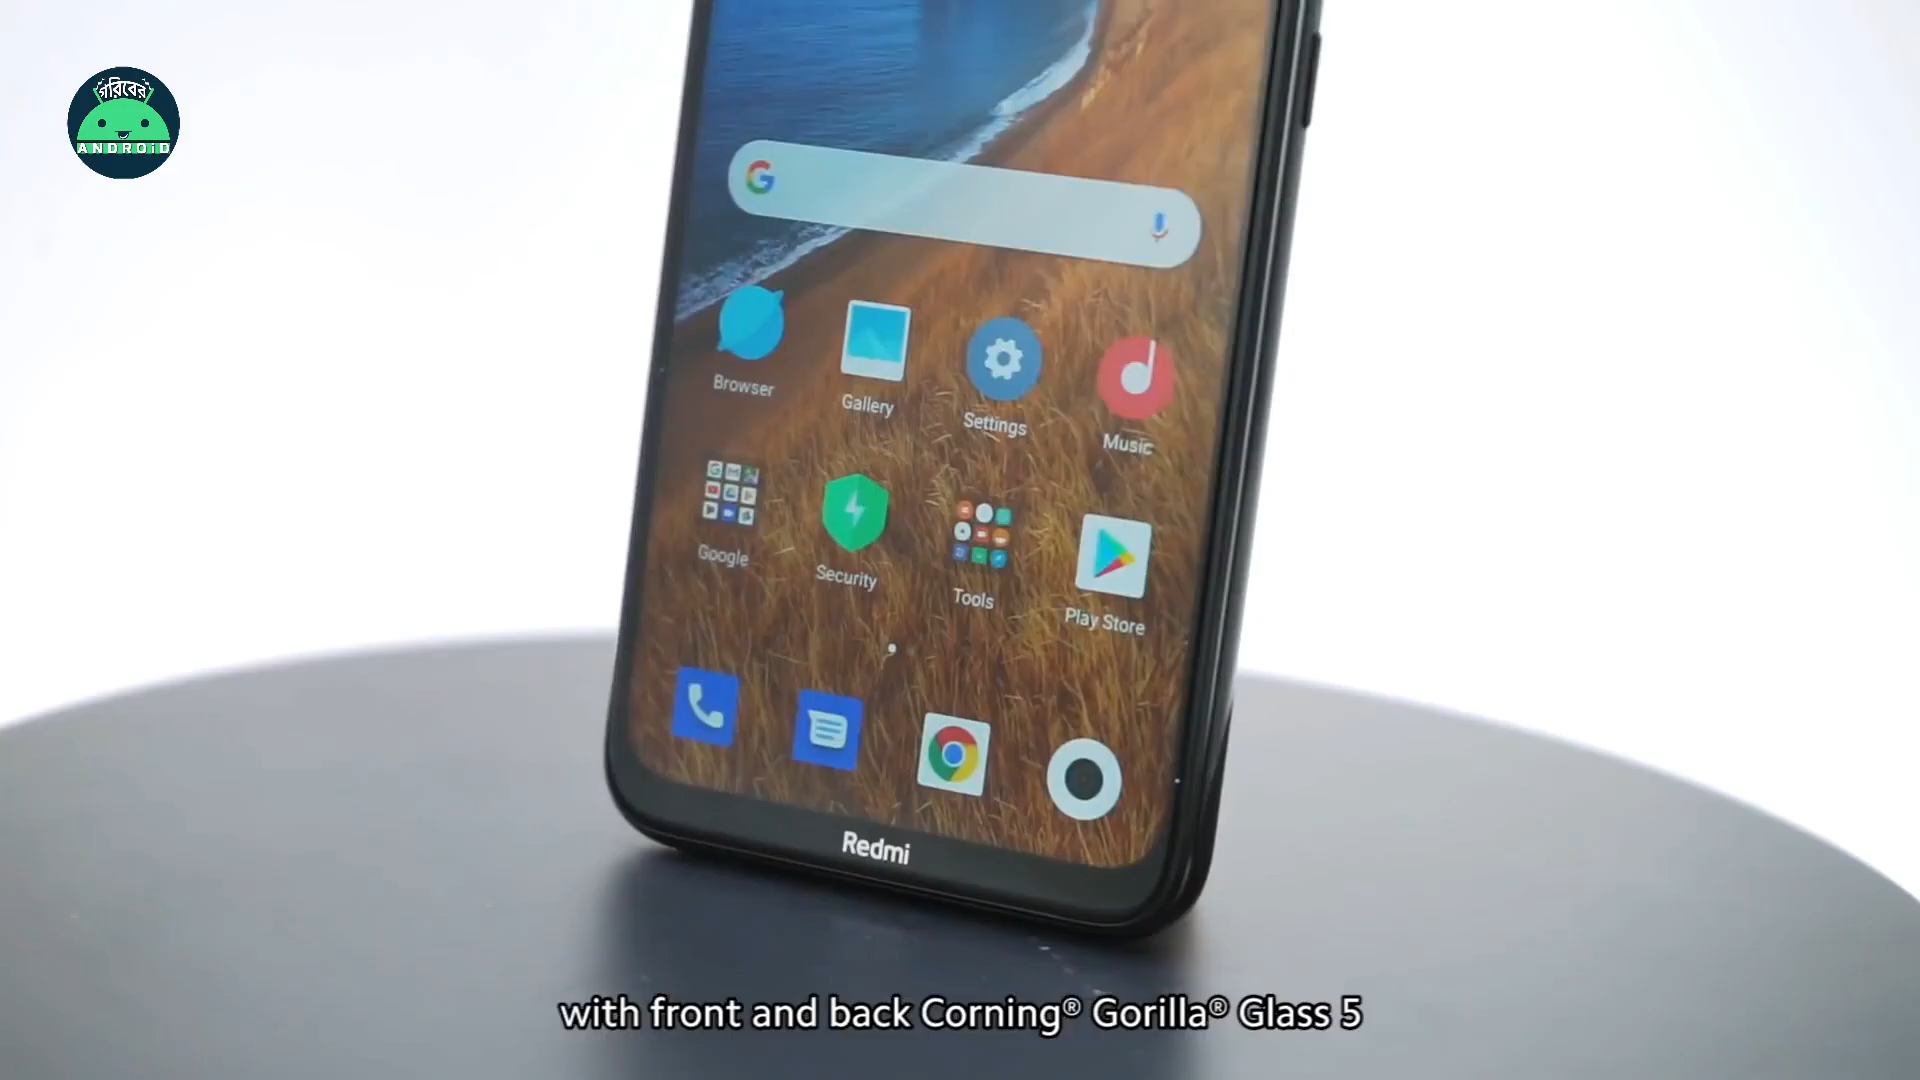 গরিবের
ANDROiD
Browser
Gallery
Settings
Music
Google
Security
Tools
Play Store
Redmi
with front and back Corning® Gorilla® Glass 5